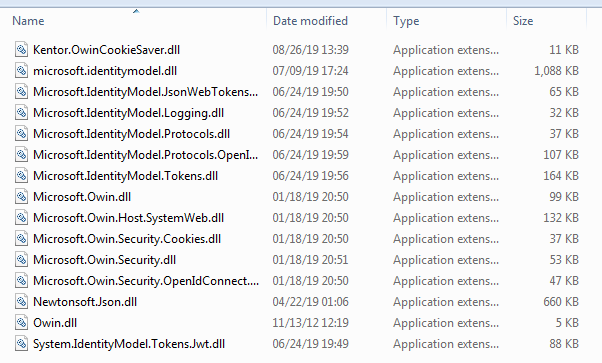 Name Date modified Type Size
Kentor.OwinCookieSaver.dll 08/26/19 13:39 Application extens... 11 KB
microsoft.identitymodel.dll 07/09/19 17:24 Application extens... 1,088 KB
Microsoft.IdentityModel.JsonWebTokens... 06/24/19 19:50 Application extens... 65 KB
Microsoft.IdentityModel.Logging.dll 06/24/19 19:52 Application extens... 32 KB
Microsoft.IdentityModel.Protocols.dll 06/24/19 19:54 Application extens... 37 KB
Microsoft.IdentityModel.Protocols.OpenI... 06/24/19 19:59 Application extens... 107 KB
Microsoft.IdentityModel.Tokens.dll 06/24/19 19:56 Application extens... 164 KB
Microsoft.Owin.dll 01/18/19 20:50 Application extens... 99 KB
Microsoft.Owin.Host.SystemWeb.dll 01/18/19 20:50 Application extens... 132 KB
Microsoft.Owin.Security.Cookies.dll 01/18/19 20:50 Application extens... 37 KB
Microsoft.Owin.Security.dll 01/18/19 20:51 Application extens... 53 KB
Microsoft.Owin.Security.OpenIdConnect.... 01/18/19 20:50 Application extens... 47 KB
Newtonsoft.Json.dll 04/22/19 01:06 Application extens... 660 KB
Owin.dll 11/13/12 12:19 Application extens... 5 KB
System.IdentityModel.Tokens.Jwt.dll 06/24/19 19:49 Application extens... 88 KB